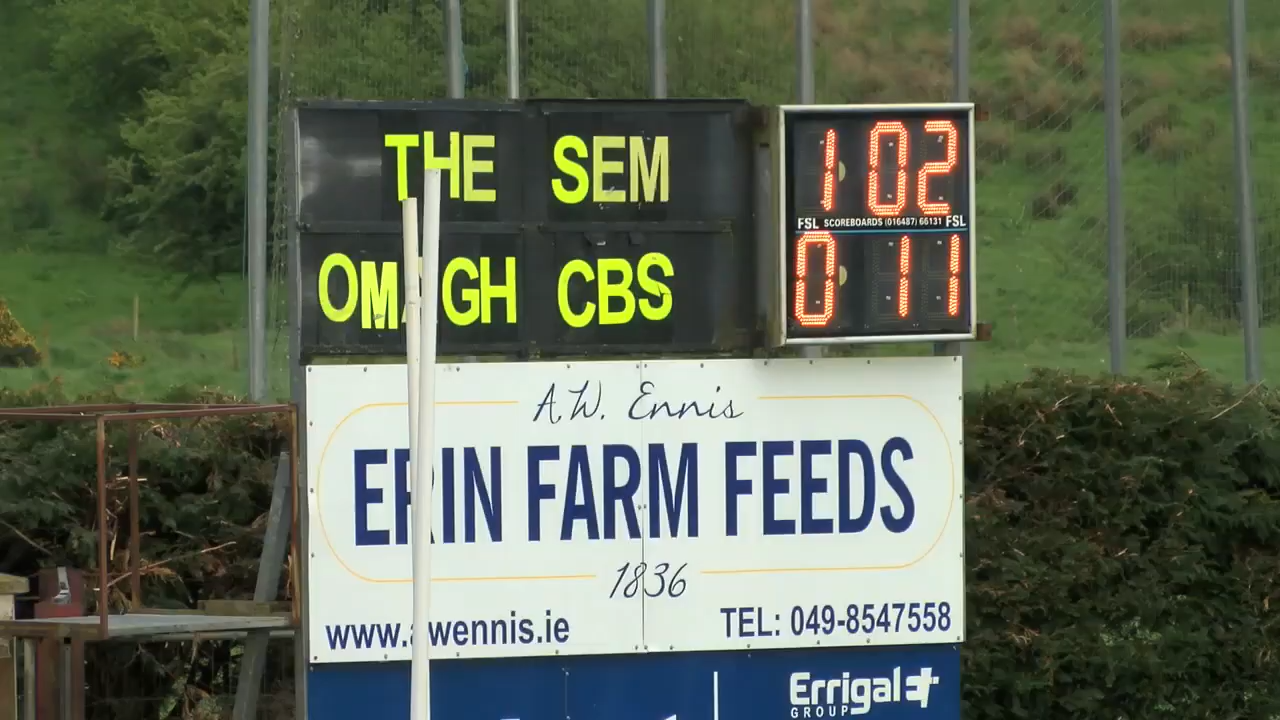 THE SEM 1 02
FSL SCOREBOARDS (016487) 66131 FSL
OMAGH CBS 0 11
A.W. Ennis
ERIN FARM FEEDS
1836
www.awennis.ie TEL: 049-8547558
Errigal
GROUP